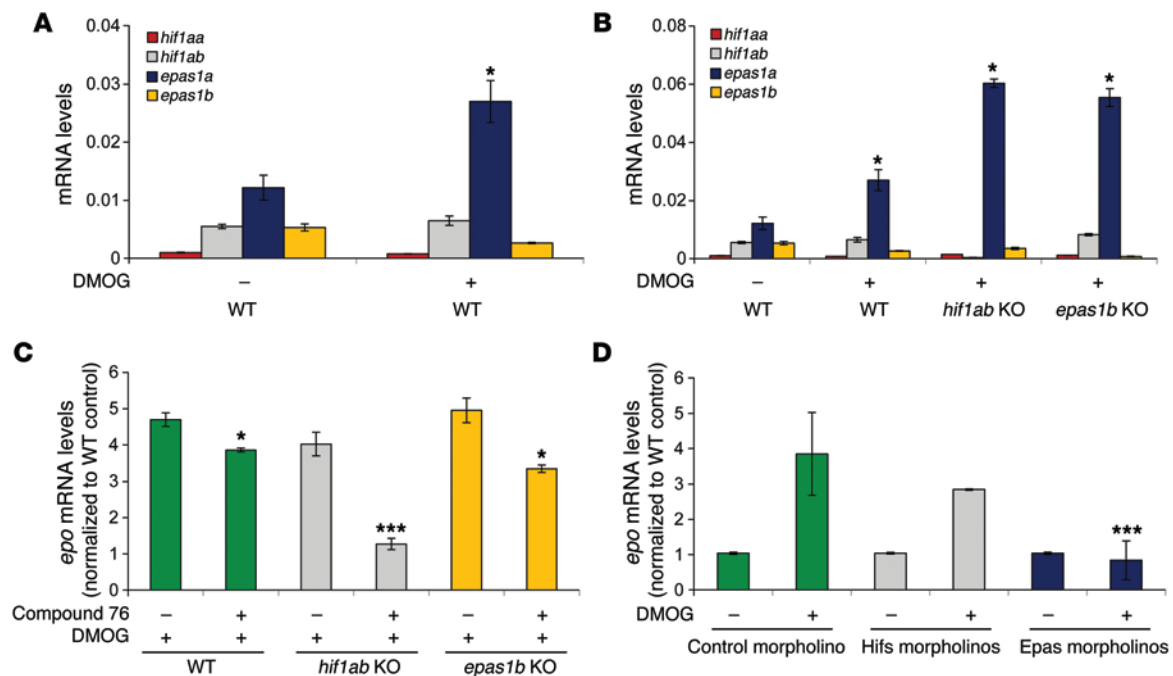 A
mRNA levels
0.04
0.03
0.02
0.01
0
hif1aa
hif1ab
epas1a
epas1b
*
DMOG – +
WT WT
B
mRNA levels
0.08
0.06
0.04
0.02
0
hif1aa
hif1ab
epas1a
epas1b
* * *
DMOG – + + +
WT WT hif1ab KO epas1b KO
C
epo mRNA levels
(normalized to WT control)
6
5
4
3
2
1
0
* *** *
Compound 76 – + – + – +
DMOG + + + + + +
WT hif1ab KO epas1b KO
D
epo mRNA levels
(normalized to WT control)
6
5
4
3
2
1
0
***
DMOG – + – + – +
Control morpholino Hifs morpholinos Epas morpholinos